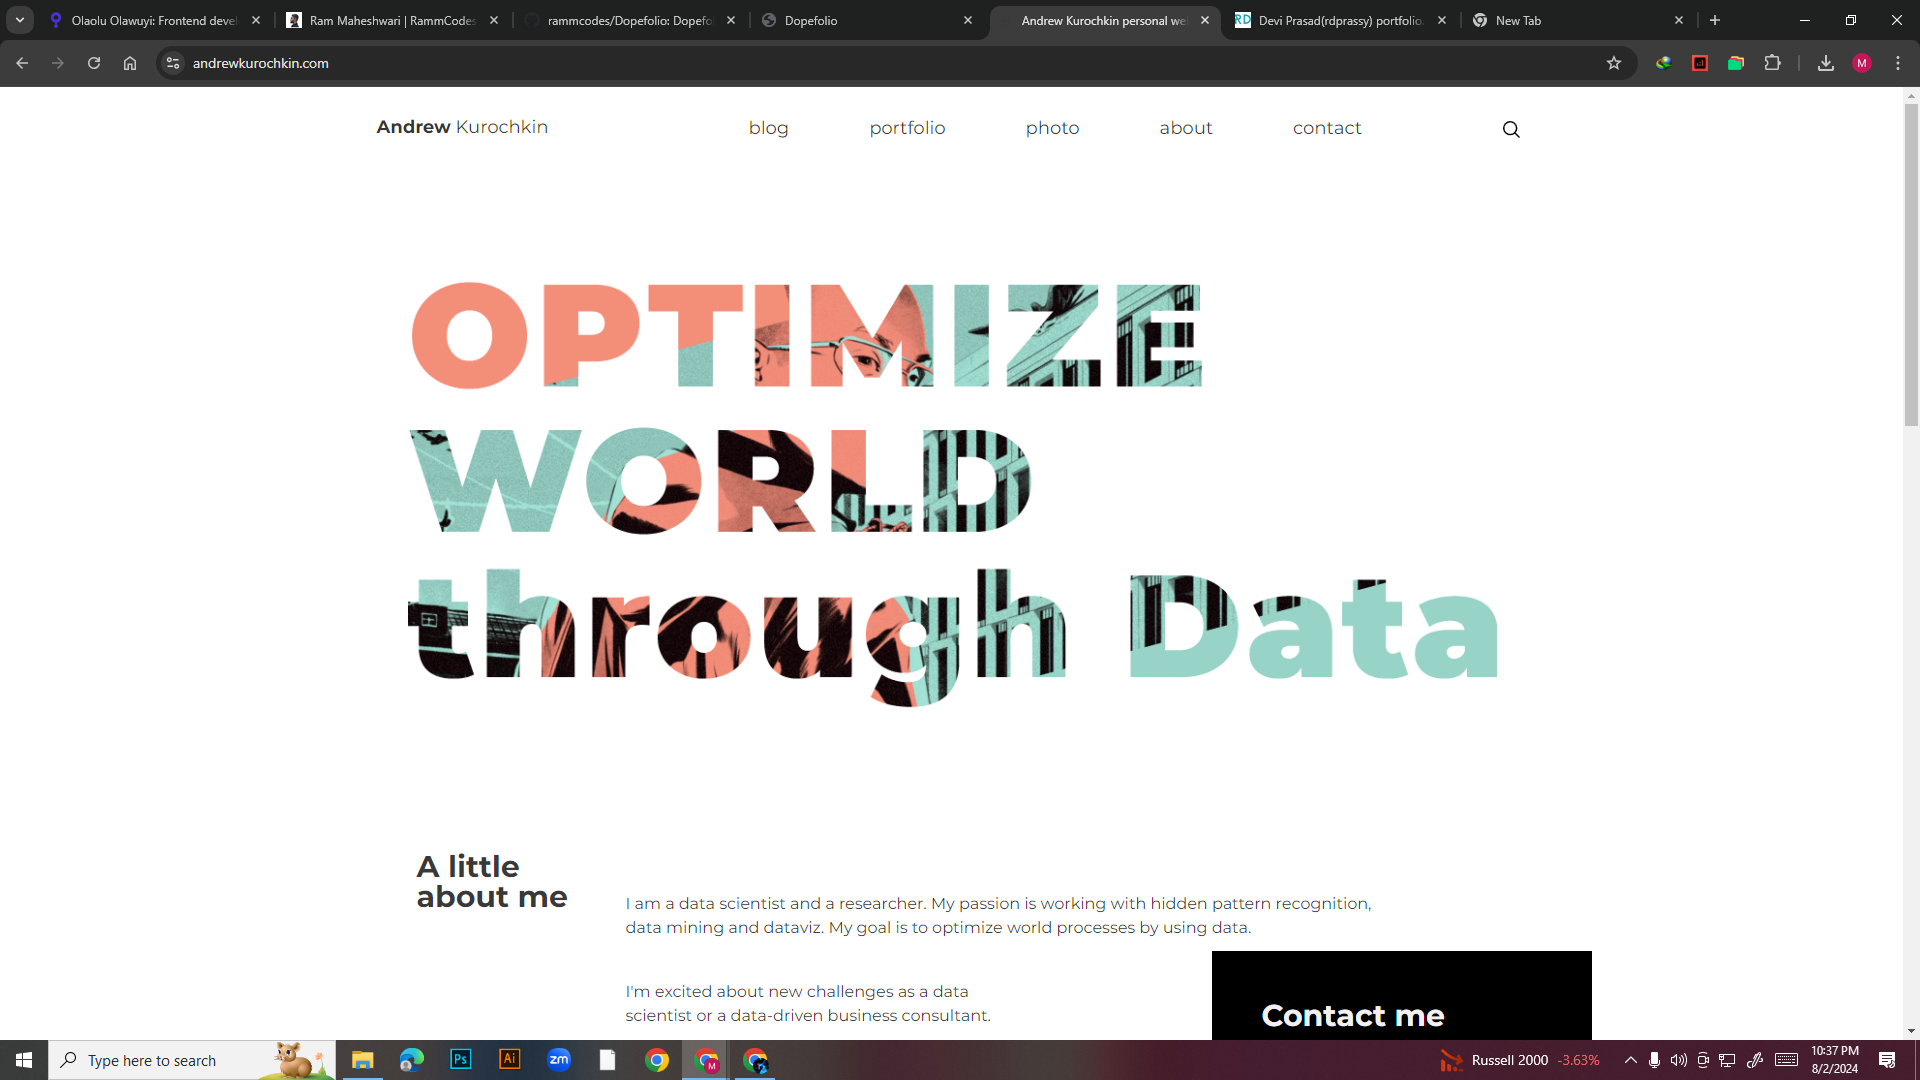 Olaolu Olawuyi: Frontend devel
Ram Maheshwari | RammCodes
rammcodes/Dopefolio: Dopefol
Dopefolio
Andrew Kurochkin personal we
Devi Prasad(rdprassy) portfolio
New Tab
andrewkurochkin.com
M
Andrew Kurochkin
blog
portfolio
photo
about
contact
OPTIMIZE
WORLD
through Data
A little
about me
I am a data scientist and a researcher. My passion is working with hidden pattern recognition,
data mining and dataviz. My goal is to optimize world processes by using data.
I'm excited about new challenges as a data
scientist or a data-driven business consultant.
Contact me
Type here to search
Ps
Ai
zm
M
Russell 2000 -3.63%
10:37 PM
8/2/2024